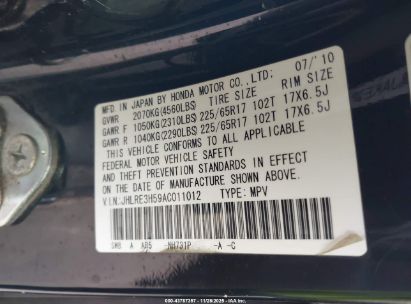 MFD. IN JAPAN BY HONDA MOTOR CO.,LTD. 07/'10
GVWR 2070KG(4560LBS) TIRE SIZE RIM SIZE
GAWR F 1050KG(2310LBS) 225/65R17 102T 17X6.5J
GAWR R 1040KG(2290LBS) 225/65R17 102T 17X6.5J
THIS VEHICLE CONFORMS TO ALL APPLICABLE
FEDERAL MOTOR VEHICLE SAFETY
AND THEFT PREVENTION STANDARDS IN EFFECT
ON THE DATE OF MANUFACTURE SHOWN ABOVE.
V.I.N.:JHLRE3H59AC011012 TYPE: MPV
A AR5 NH731P -A -C